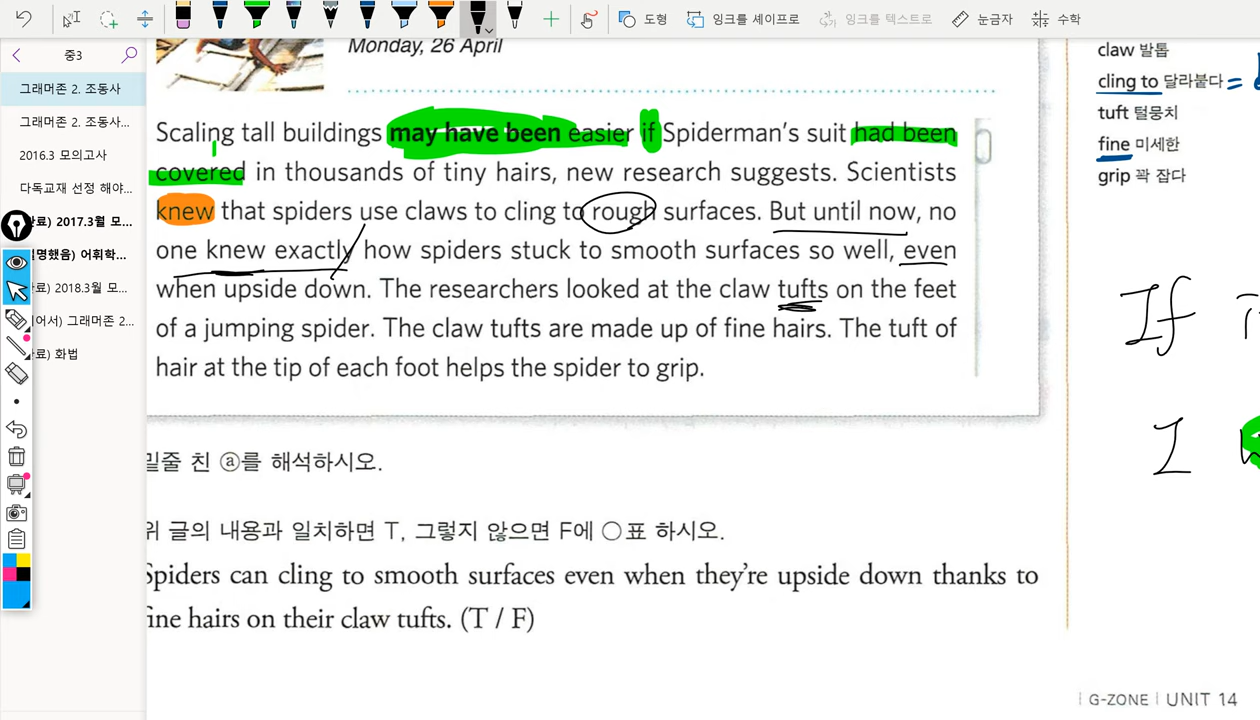 도형
잉크를 셰이프로
잉크를 텍스트로
눈금자
수학
중3
그래머존 2. 조동사
그래머존 2. 조동사...
2016.3 모의고사
다독교재 선정 해야...
료) 2017.3월 모...
명했음) 어휘학...
료) 2018.3월 모...
어서) 그래머존 2...
료) 화법
Monday, 26 April
Scaling tall buildings may have been easier if Spiderman's suit had been
covered in thousands of tiny hairs, new research suggests. Scientists
knew that spiders use claws to cling to rough surfaces. But until now, no
one knew exactly how spiders stuck to smooth surfaces so well, even
when upside down. The researchers looked at the claw tufts on the feet
of a jumping spider. The claw tufts are made up of fine hairs. The tuft of
hair at the tip of each foot helps the spider to grip.
밑줄 친 ⓐ를 해석하시오.
위 글의 내용과 일치하면 T, 그렇지 않으면 F에 ○표 하시오.
Spiders can cling to smooth surfaces even when they're upside down thanks to
fine hairs on their claw tufts. (T / F)
claw 발톱
cling to 달라붙다 =
tuft 털뭉치
fine 미세한
grip 꽉 잡다
If
I
G-ZONE | UNIT 14